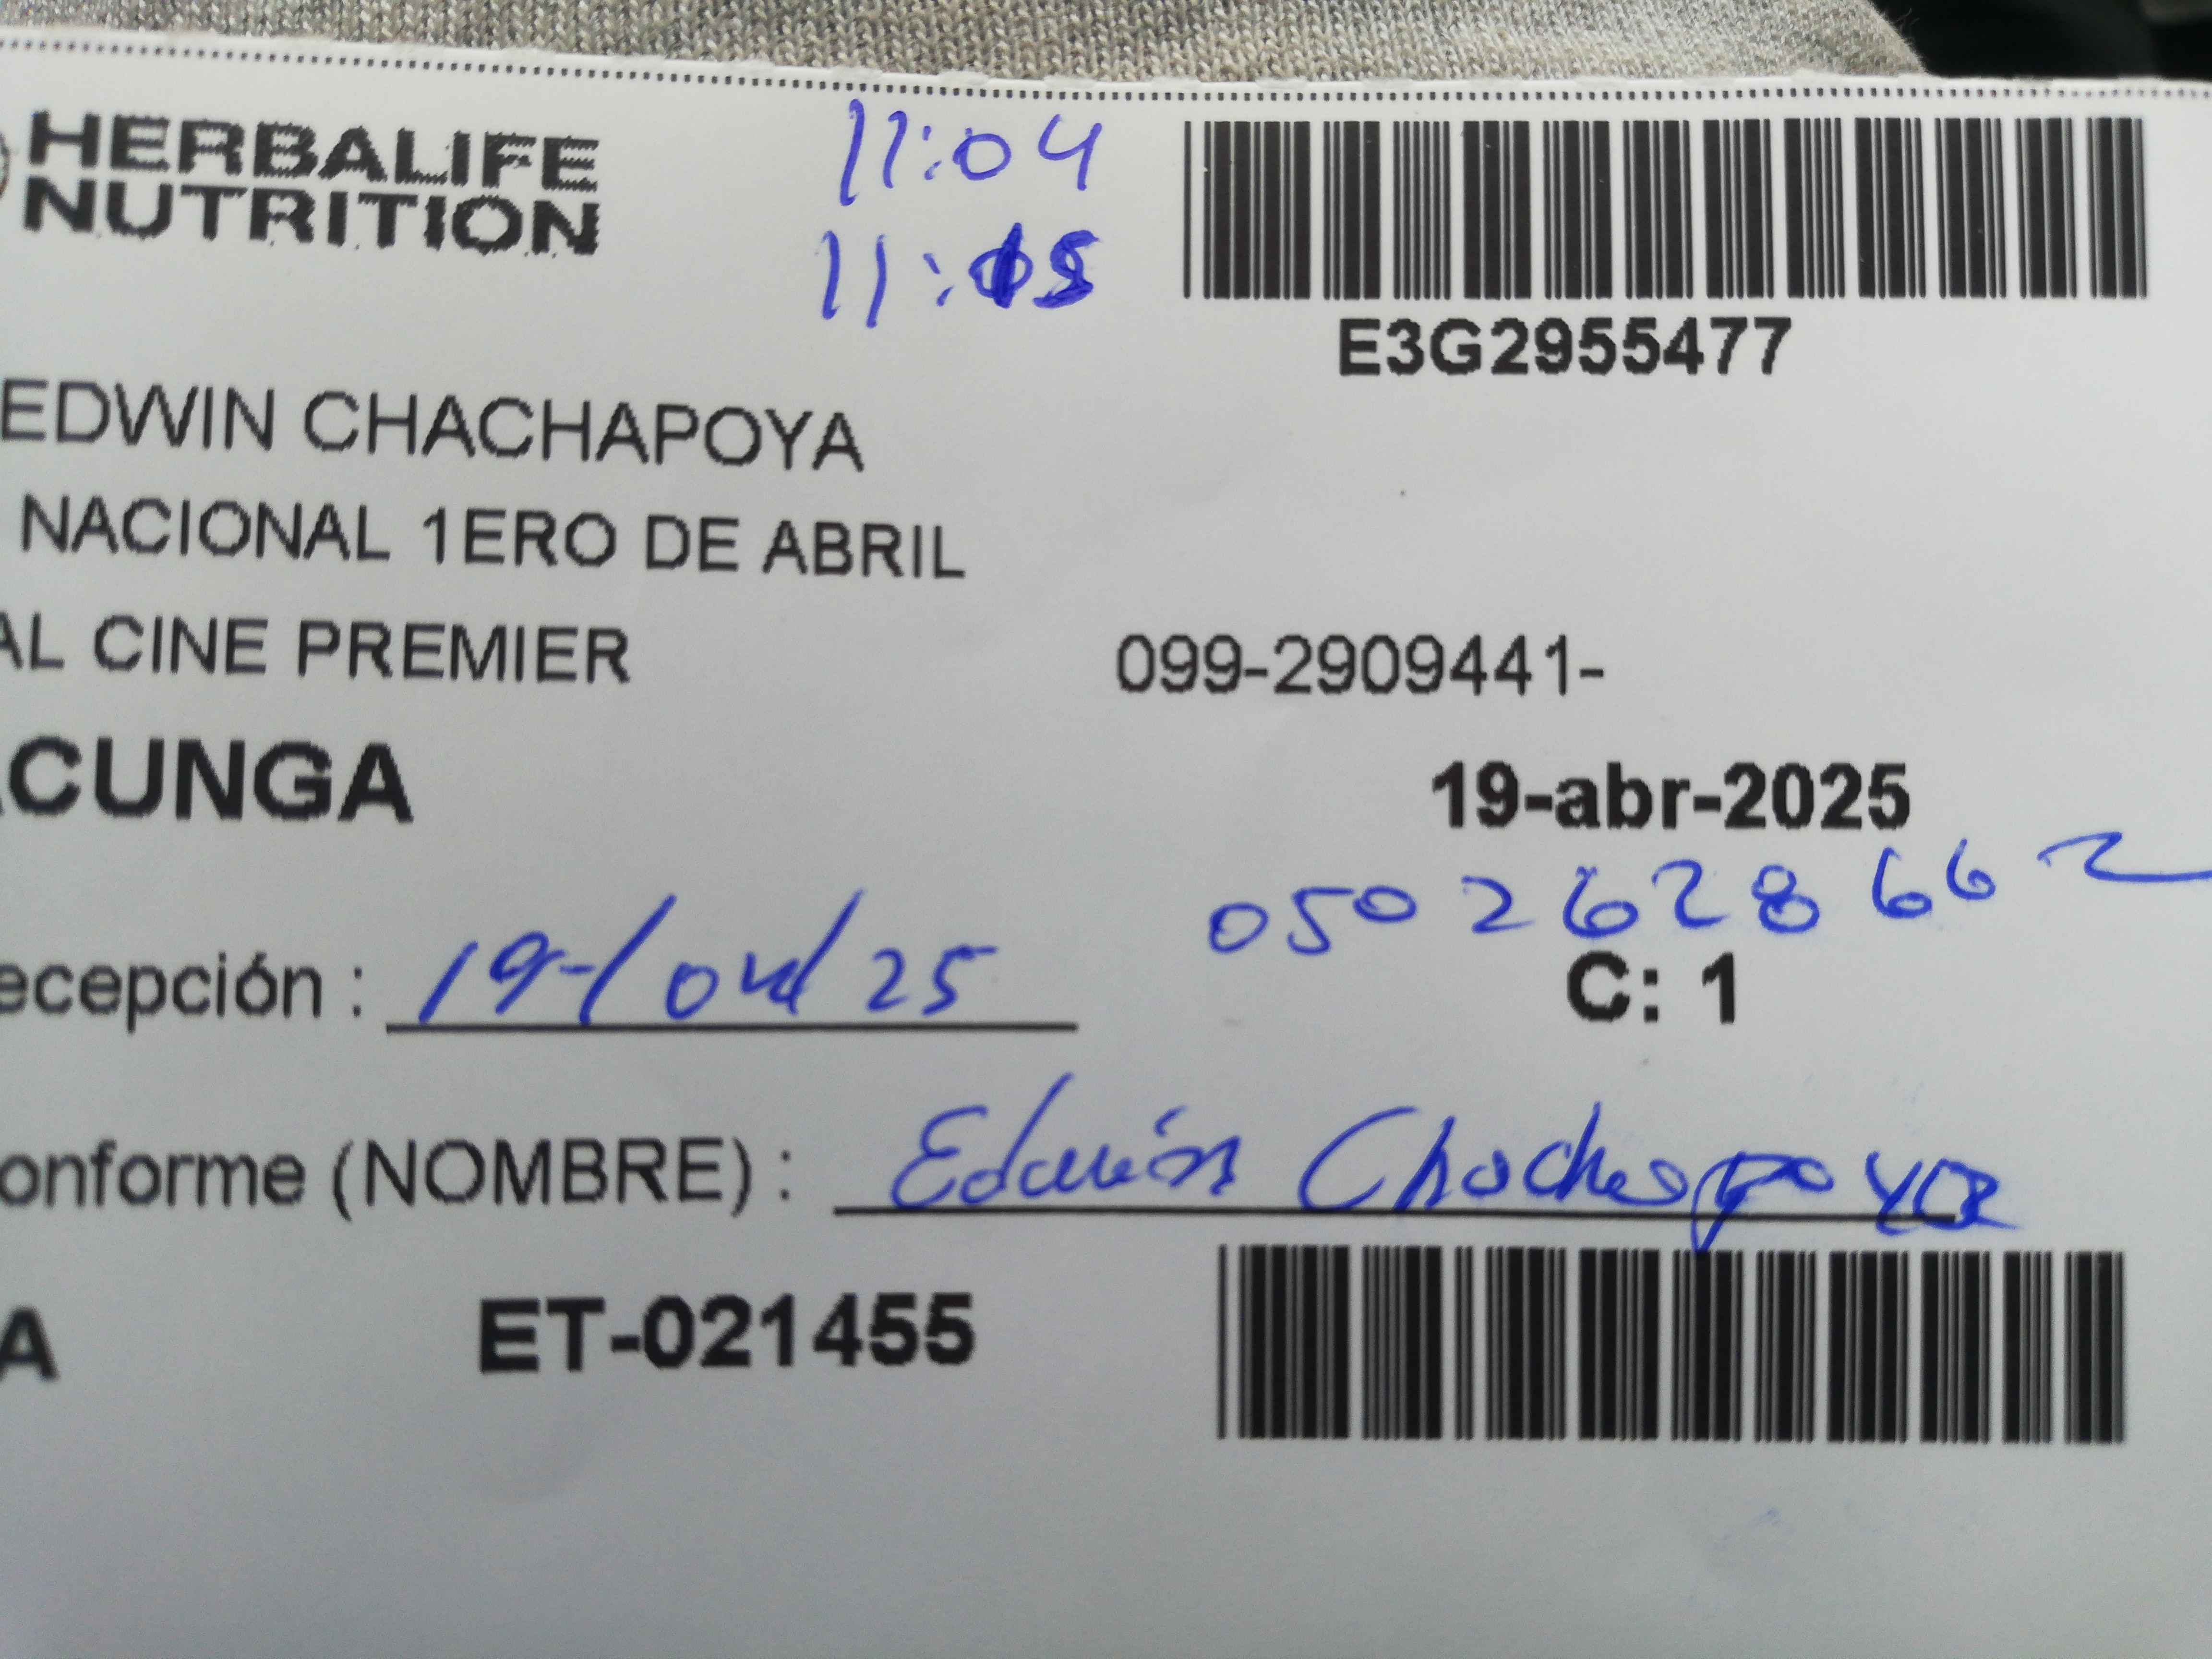 HERBALIFE
NUTRITION
11:04
E3G2955477
EDWIN CHACHAPOYA
NACIONAL 1ERO DE ABRIL
AL CINE PREMIER
099-2909441-
CUNGA
19-abr-2025
0502628662
ecepción : 19/04/25
C: 1
onforme (NOMBRE) : Edwin Chachapoya
A
ET-021455